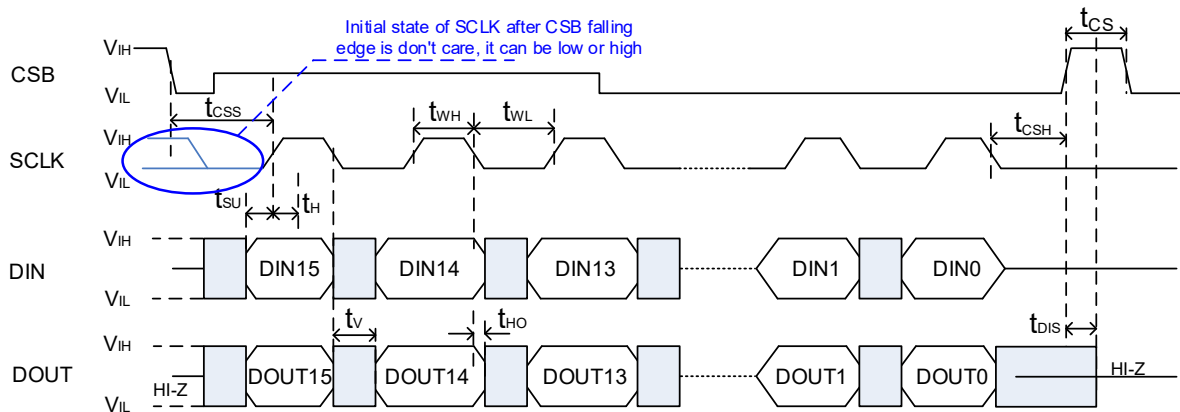 Initial state of SCLK after CSB falling
edge is don't care, it can be low or high
tCS
VIH
CSB
VIL
tCSS
tWH
tWL
tCSH
VIH
SCLK
VIL
tSU
tH
VIH
DIN
VIL
DIN15
DIN14
DIN13
DIN1
DIN0
tV
tHO
tDIS
VIH
DOUT
VIL
HI-Z
DOUT15
DOUT14
DOUT13
DOUT1
DOUT0
HI-Z